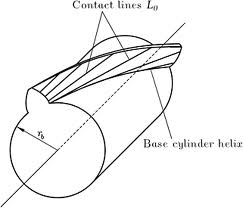 Contact lines L₀
r_b
Base cylinder helix